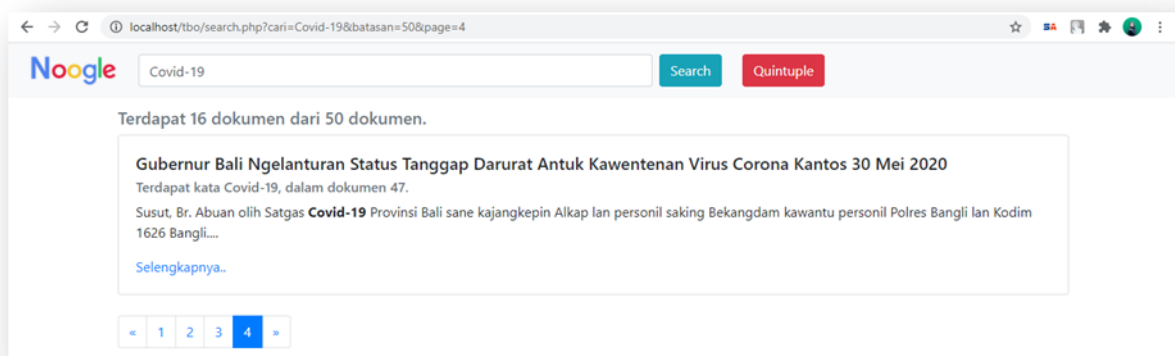 localhost/tbo/search.php?cari=Covid-19&batasan=50&page=4
Noogle Covid-19 Search Quintuple
Terdapat 16 dokumen dari 50 dokumen.
Gubernur Bali Ngelanturan Status Tanggap Darurat Antuk Kawentenan Virus Corona Kantos 30 Mei 2020
Terdapat kata Covid-19, dalam dokumen 47.
Susut, Br. Abuan olih Satgas Covid-19 Provinsi Bali sane kajangkepin Alkap lan personil saking Bekangdam kawantu personil Polres Bangli lan Kodim
1626 Bangli....
Selengkapnya..
« 1 2 3 4 »